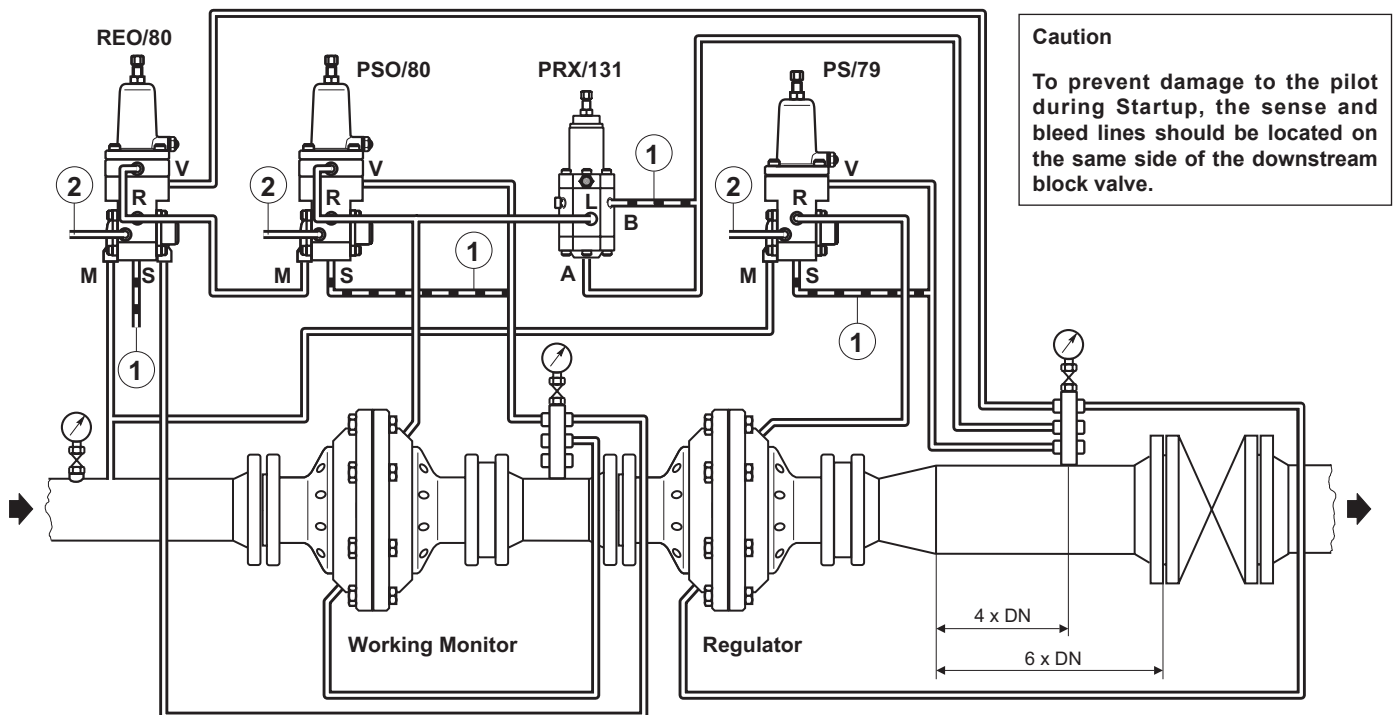 REO/80
PSO/80
PRX/131
PS/79
Caution
To prevent damage to the pilot
during Startup, the sense and
bleed lines should be located on
the same side of the downstream
block valve.
V
V
V
1
2
R
2
R
L
B
2
R
M
S
M
S
1
A
M
S
1
1
4 x DN
Working Monitor
Regulator
6 x DN